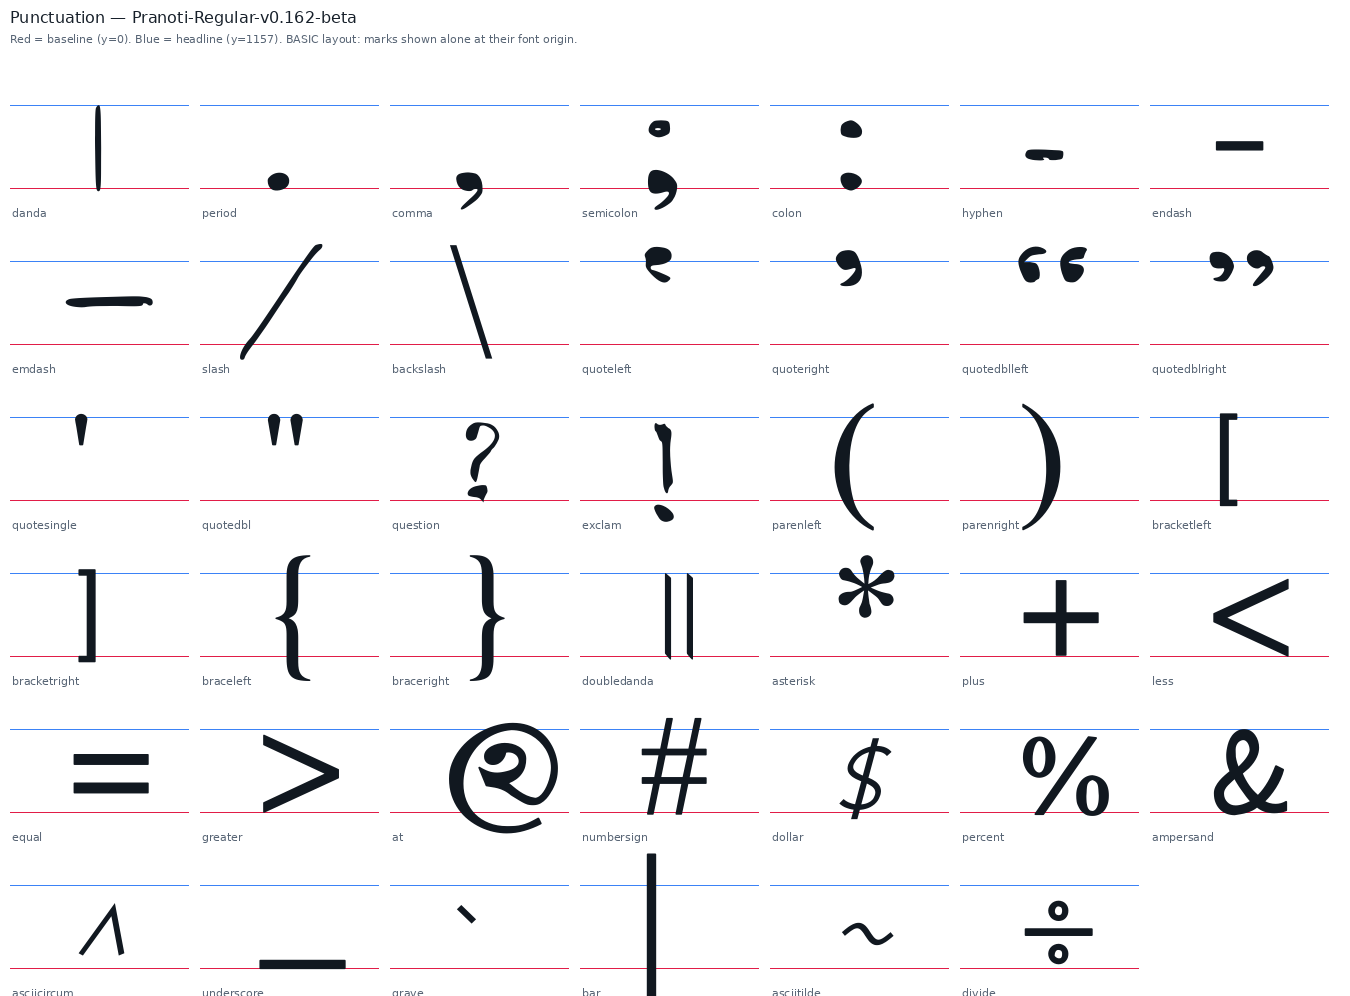 Punctuation — Pranoti-Regular-v0.162-beta
Red = baseline (y=0). Blue = headline (y=1157). BASIC layout: marks shown alone at their font origin.
। . , ; : - –
danda period comma semicolon colon hyphen endash
— / \ ‘ ’ “ ”
emdash slash backslash quoteleft quoteright quotedblleft quotedblright
' " ? ! ( ) [
quotesingle quotedbl question exclam parenleft parenright bracketleft
] { } ॥ * + <
bracketright braceleft braceright doubledanda asterisk plus less
= > @ # $ % &
equal greater at numbersign dollar percent ampersand
^ _ ` | ~ ÷
asciicircum underscore grave bar asciitilde divide